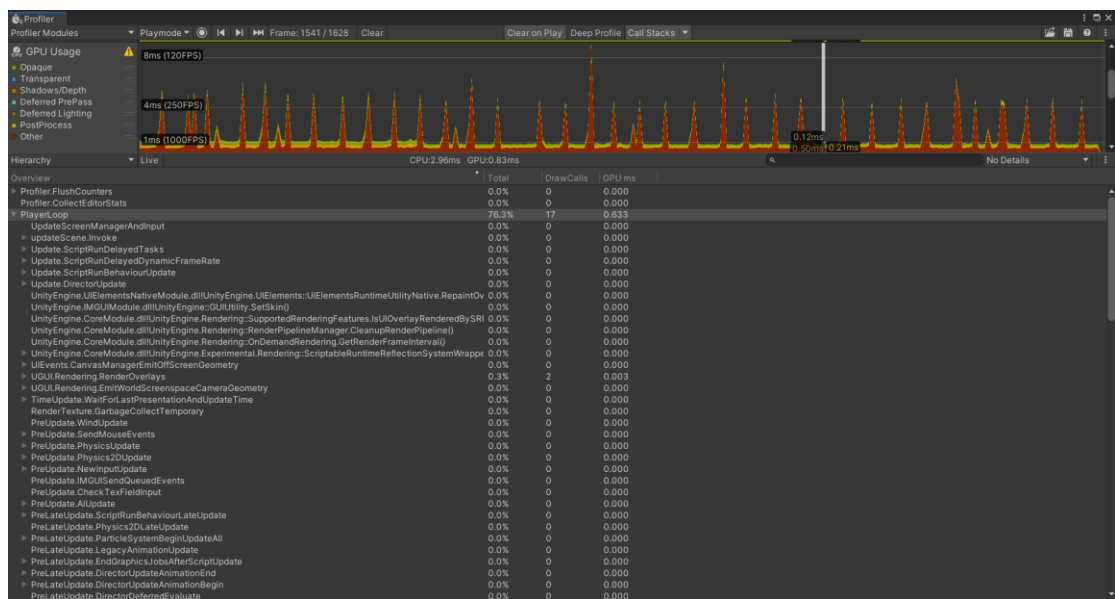 Profiler
Profiler Modules Playmode Frame: 1541 / 1628 Clear Clear on Play Deep Profile Call Stacks
GPU Usage
Opaque
Transparent
Shadows/Depth
Deferred PrePass
Deferred Lighting
PostProcess
Other
8ms (120FPS)
4ms (250FPS)
1ms (1000FPS)
0.12ms
0.50ms 0.21ms
Hierarchy Live CPU:2.96ms GPU:0.83ms No Details
Overview Total DrawCalls GPU ms
Profiler.FlushCounters 0.0% 0 0.000
Profiler.CollectEditorStats 0.0% 0 0.000
PlayerLoop 76.3% 17 0.633
UpdateScreenManagerAndInput 0.0% 0 0.000
updateScene.Invoke 0.0% 0 0.000
Update.ScriptRunDelayedTasks 0.0% 0 0.000
Update.ScriptRunDelayedDynamicFrameRate 0.0% 0 0.000
Update.ScriptRunBehaviourUpdate 0.0% 0 0.000
Update.DirectorUpdate 0.0% 0 0.000
UnityEngine.UIElementsNativeModule.dll!UnityEngine.UIElements::UIElementsRuntimeUtilityNative.RepaintOv 0.0% 0 0.000
UnityEngine.IMGUIModule.dll!UnityEngine::GUIUtility.SetSkin() 0.0% 0 0.000
UnityEngine.CoreModule.dll!UnityEngine.Rendering::SupportedRenderingFeatures.IsUIOverlayRenderedBySRI 0.0% 0 0.000
UnityEngine.CoreModule.dll!UnityEngine.Rendering::RenderPipelineManager.CleanupRenderPipeline() 0.0% 0 0.000
UnityEngine.CoreModule.dll!UnityEngine.Rendering::OnDemandRendering.GetRenderFrameInterval() 0.0% 0 0.000
UnityEngine.CoreModule.dll!UnityEngine.Experimental.Rendering::ScriptableRuntimeReflectionSystemWrappe 0.0% 0 0.000
UIEvents.CanvasManagerEmitOffScreenGeometry 0.0% 0 0.000
UGUI.Rendering.RenderOverlays 0.3% 2 0.003
UGUI.Rendering.EmitWorldScreenspaceCameraGeometry 0.0% 0 0.000
TimeUpdate.WaitForLastPresentationAndUpdateTime 0.0% 0 0.000
RenderTexture.GarbageCollectTemporary 0.0% 0 0.000
PreUpdate.WindUpdate 0.0% 0 0.000
PreUpdate.SendMouseEvents 0.0% 0 0.000
PreUpdate.PhysicsUpdate 0.0% 0 0.000
PreUpdate.Physics2DUpdate 0.0% 0 0.000
PreUpdate.NewInputUpdate 0.0% 0 0.000
PreUpdate.IMGUISendQueuedEvents 0.0% 0 0.000
PreUpdate.CheckTexFieldInput 0.0% 0 0.000
PreUpdate.AIUpdate 0.0% 0 0.000
PreLateUpdate.ScriptRunBehaviourLateUpdate 0.0% 0 0.000
PreLateUpdate.Physics2DLateUpdate 0.0% 0 0.000
PreLateUpdate.ParticleSystemBeginUpdateAll 0.0% 0 0.000
PreLateUpdate.LegacyAnimationUpdate 0.0% 0 0.000
PreLateUpdate.EndGraphicsJobsAfterScriptUpdate 0.0% 0 0.000
PreLateUpdate.DirectorUpdateAnimationEnd 0.0% 0 0.000
PreLateUpdate.DirectorUpdateAnimationBegin 0.0% 0 0.000
PreLateUpdate.DirectorDeferredEvaluate 0.0% 0 0.000